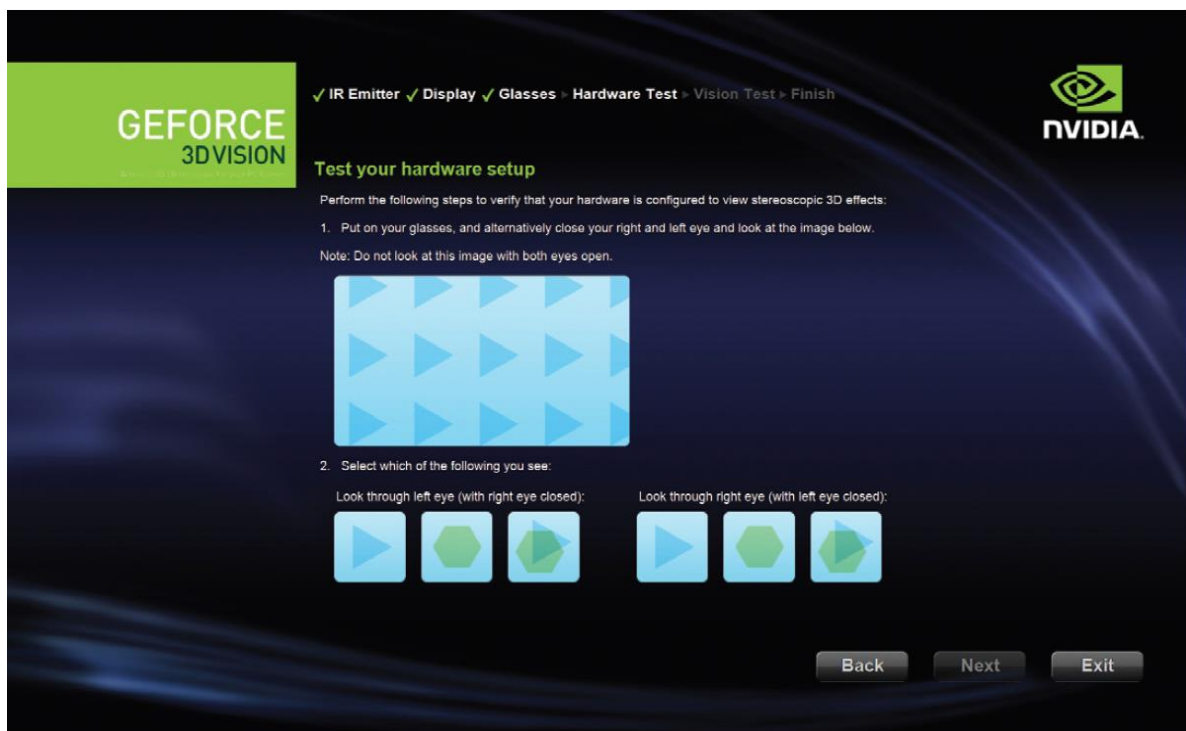 ✓ IR Emitter ✓ Display ✓ Glasses ▸ Hardware Test ▸ Vision Test ▸ Finish
GEFORCE
3D VISION
NVIDIA.
Test your hardware setup
Perform the following steps to verify that your hardware is configured to view stereoscopic 3D effects:
1. Put on your glasses, and alternatively close your right and left eye and look at the image below.
Note: Do not look at this image with both eyes open.
2. Select which of the following you see:
Look through left eye (with right eye closed): Look through right eye (with left eye closed):
Back Next Exit